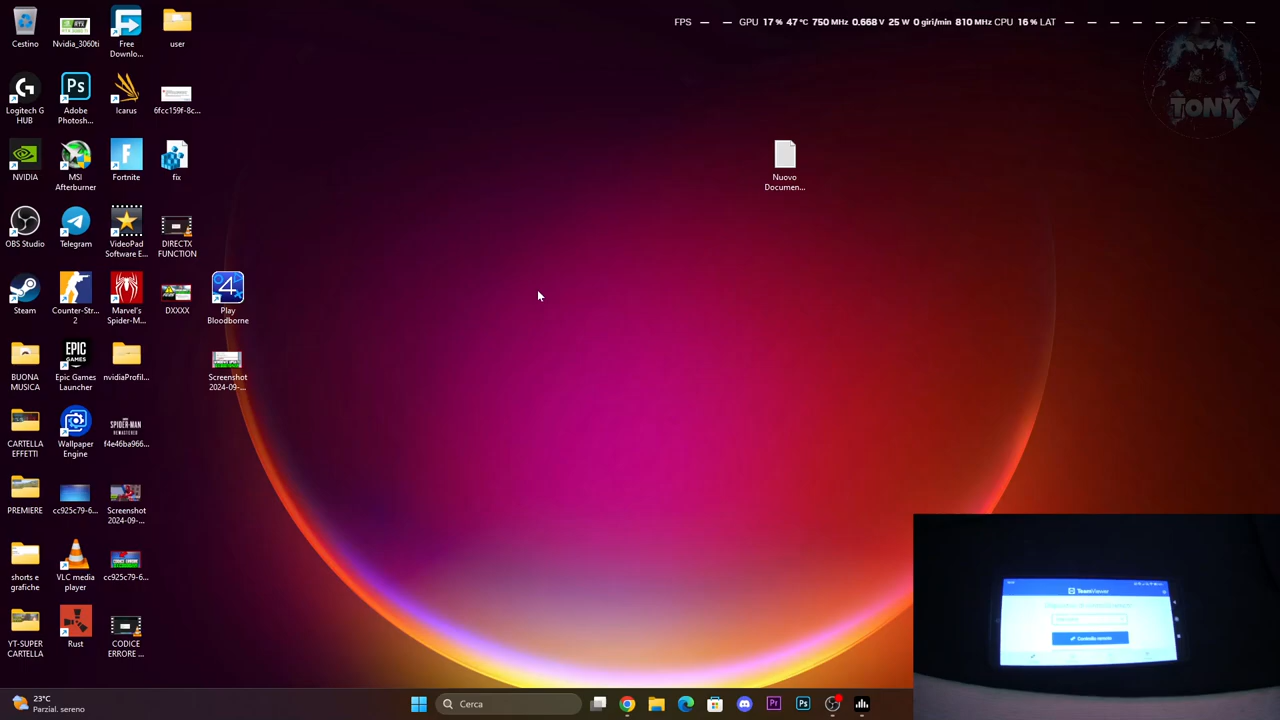 FPS — — GPU 17 % 47 °C 750 MHz 0.668 V 25 W 0 giri/min 810 MHz CPU 16 % LAT — — — — — — — —
TONY
Cestino
Nvidia_3060ti
Free
Downlo...
user
Logitech G
HUB
Adobe
Photosh...
Icarus
6fcc159f-8c...
NVIDIA
MSI
Afterburner
Fortnite
fix
Nuovo
Documen...
OBS Studio
Telegram
VideoPad
Software E...
DIRECTX
FUNCTION
Steam
Counter-Str...
2
Marvel's
Spider-M...
DXXXX
Play
Bloodborne
BUONA
MUSICA
Epic Games
Launcher
nvidiaProfil...
Screenshot
2024-09-...
CARTELLA
EFFETTI
Wallpaper
Engine
f4e46ba966...
PREMIERE
cc925c79-6...
Screenshot
2024-09-...
shorts e
grafiche
VLC media
player
cc925c79-6...
YT-SUPER
CARTELLA
Rust
CODICE
ERRORE ...
TeamViewer
Controllo remoto
23°C
Parzial. sereno
Cerca